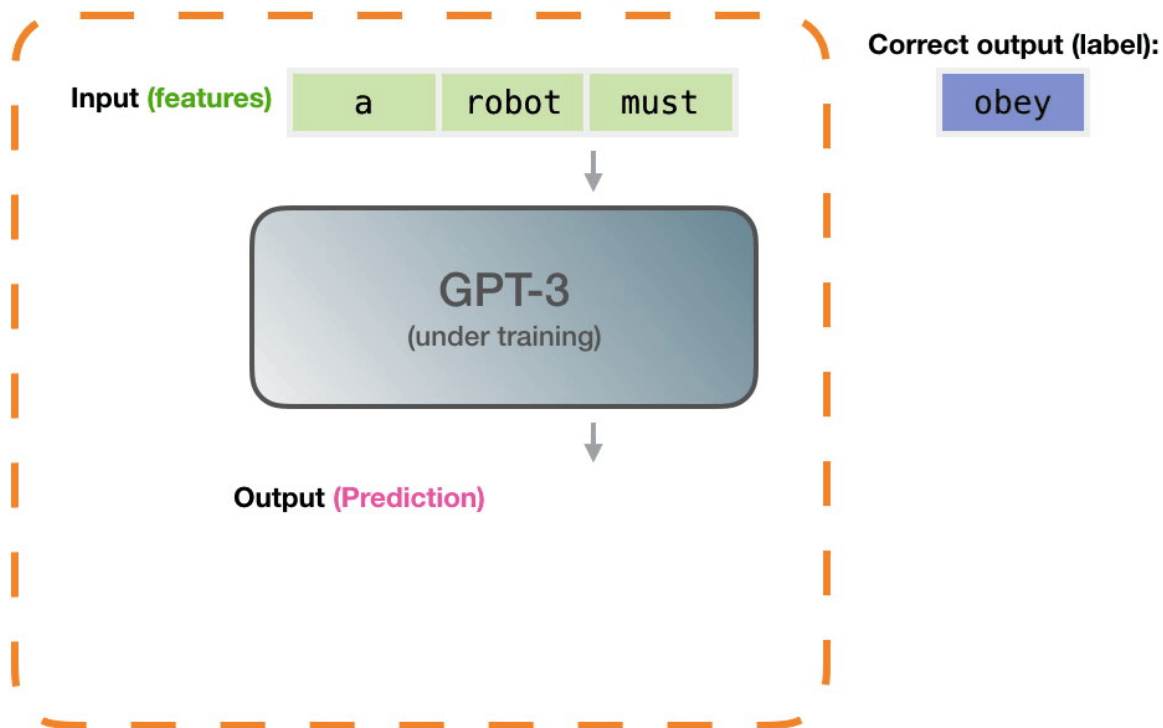 Correct output (label):
Input (features) a robot must
obey
GPT-3
(under training)
Output (Prediction)